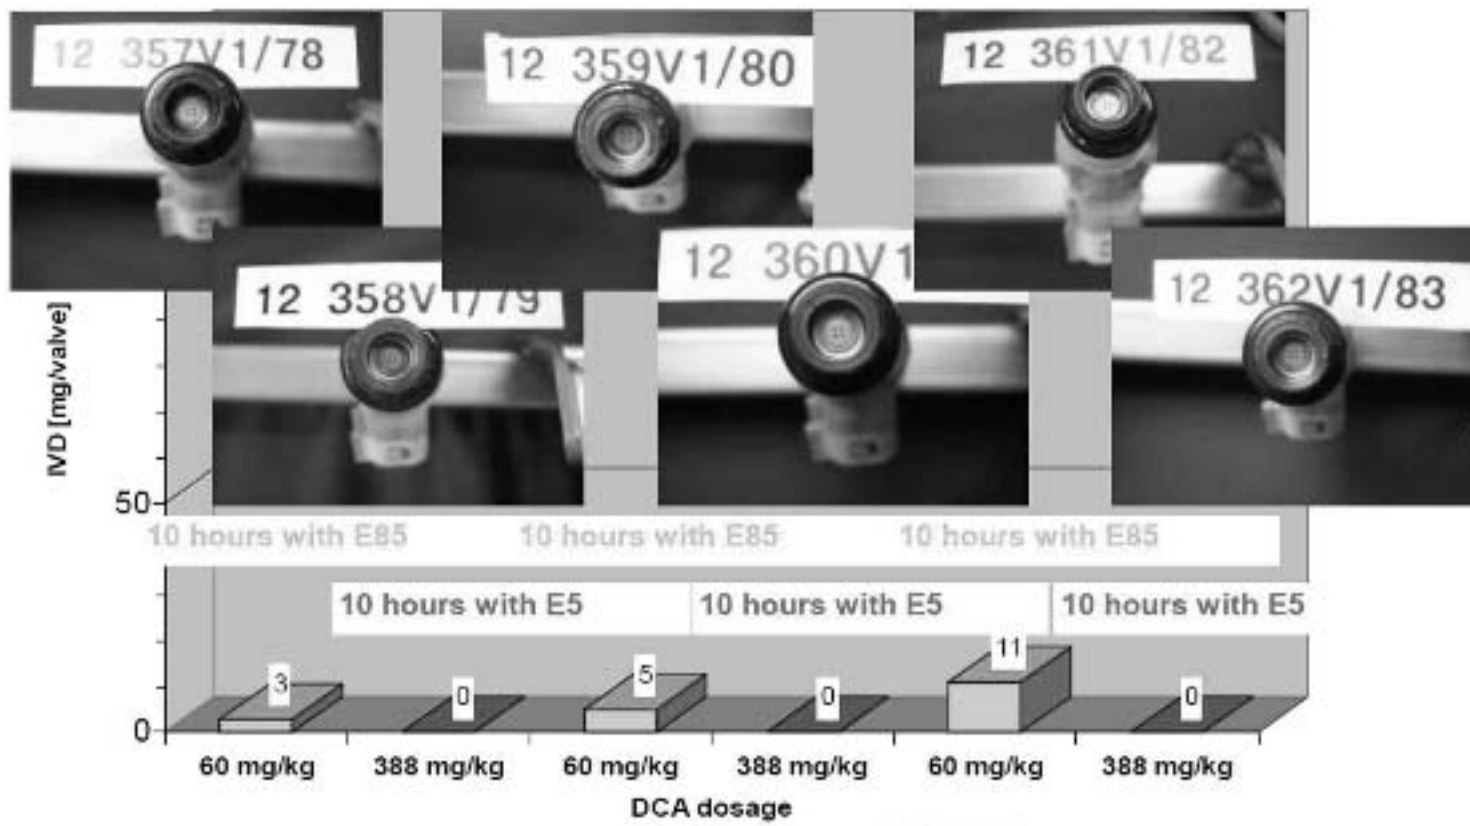 12 357V1/78
12 359V1/80
12 361V1/82
12 358V1/79
12 360V1
12 362V1/83
IVD [mg/valve]
50
10 hours with E85 10 hours with E85 10 hours with E85
10 hours with E5 10 hours with E5 10 hours with E5
3 0 5 0 11 0
0
60 mg/kg 388 mg/kg 60 mg/kg 388 mg/kg 60 mg/kg 388 mg/kg
DCA dosage